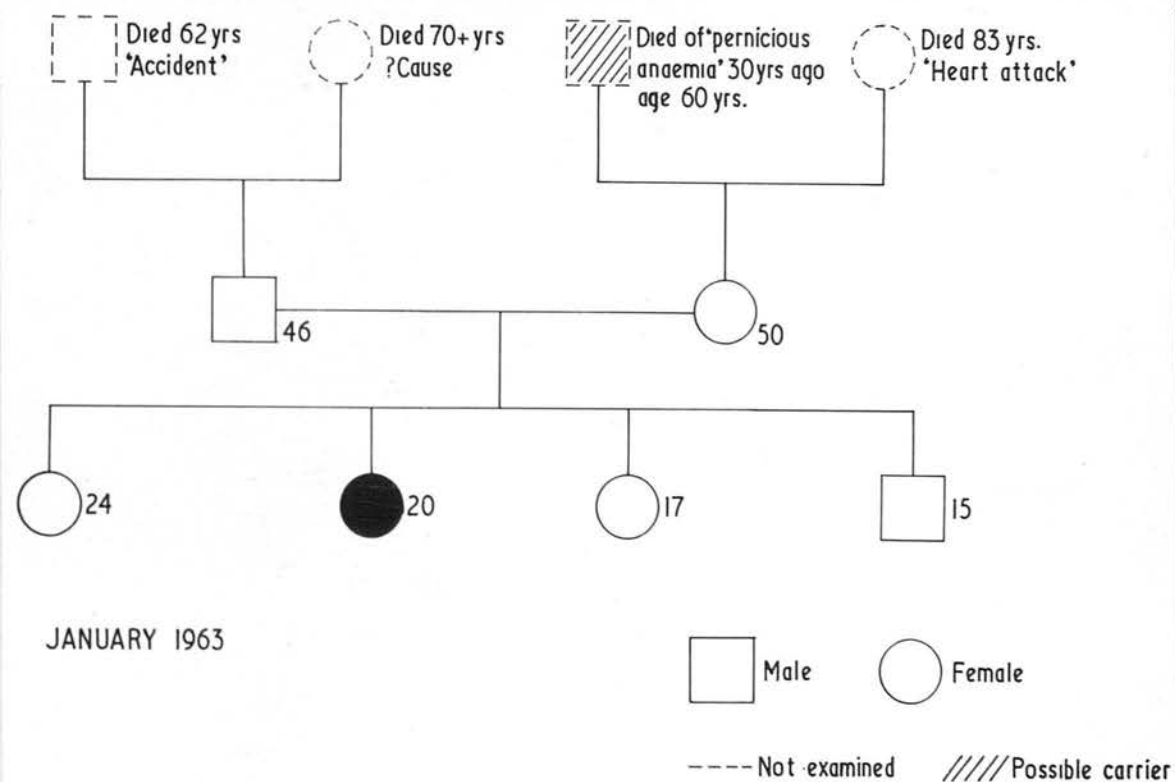 Died 62 yrs
'Accident'
Died 70+ yrs
?Cause
Died of 'pernicious
anaemia' 30 yrs ago
age 60 yrs.
Died 83 yrs.
'Heart attack'
46
50
24
20
17
15
JANUARY 1963
Male
Female
Not examined
Possible carrier